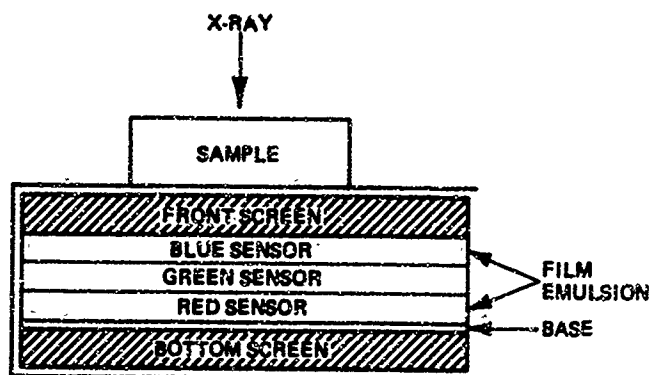 X-RAY
SAMPLE
FRONT SCREEN
BLUE SENSOR
GREEN SENSOR
RED SENSOR
BOTTOM SCREEN
FILM
EMULSION
BASE